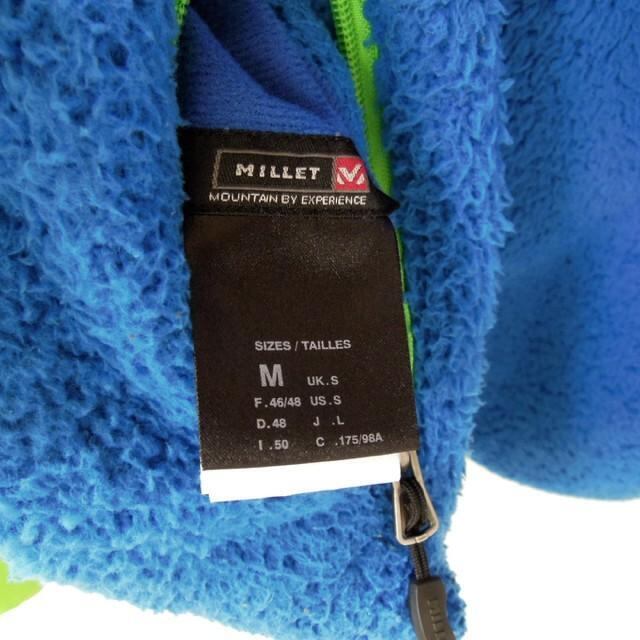 MILLET
MOUNTAIN BY EXPERIENCE
SIZES / TAILLES
M UK.S
F.46/48 US.S
D.48 J .L
I .50 C .175/98A